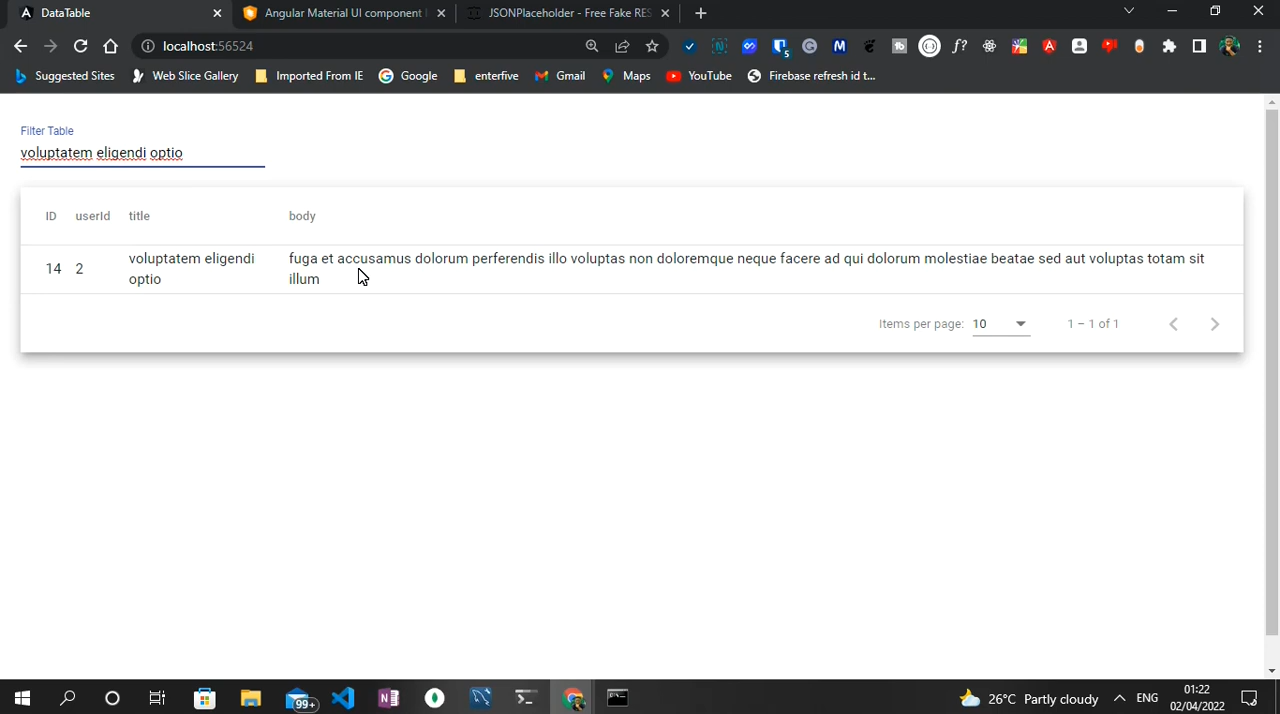 DataTable
Angular Material UI component
JSONPlaceholder - Free Fake RES
localhost:56524
Suggested Sites
Web Slice Gallery
Imported From IE
Google
enterfive
Gmail
Maps
YouTube
Firebase refresh id t...
Filter Table
voluptatem eligendi optio
ID userId title body
14 2 voluptatem eligendi optio
fuga et accusamus dolorum perferendis illo voluptas non doloremque neque facere ad qui dolorum molestiae beatae sed aut voluptas totam sit
illum
Items per page: 10 1 – 1 of 1
99+
26°C Partly cloudy
ENG
01:22
02/04/2022